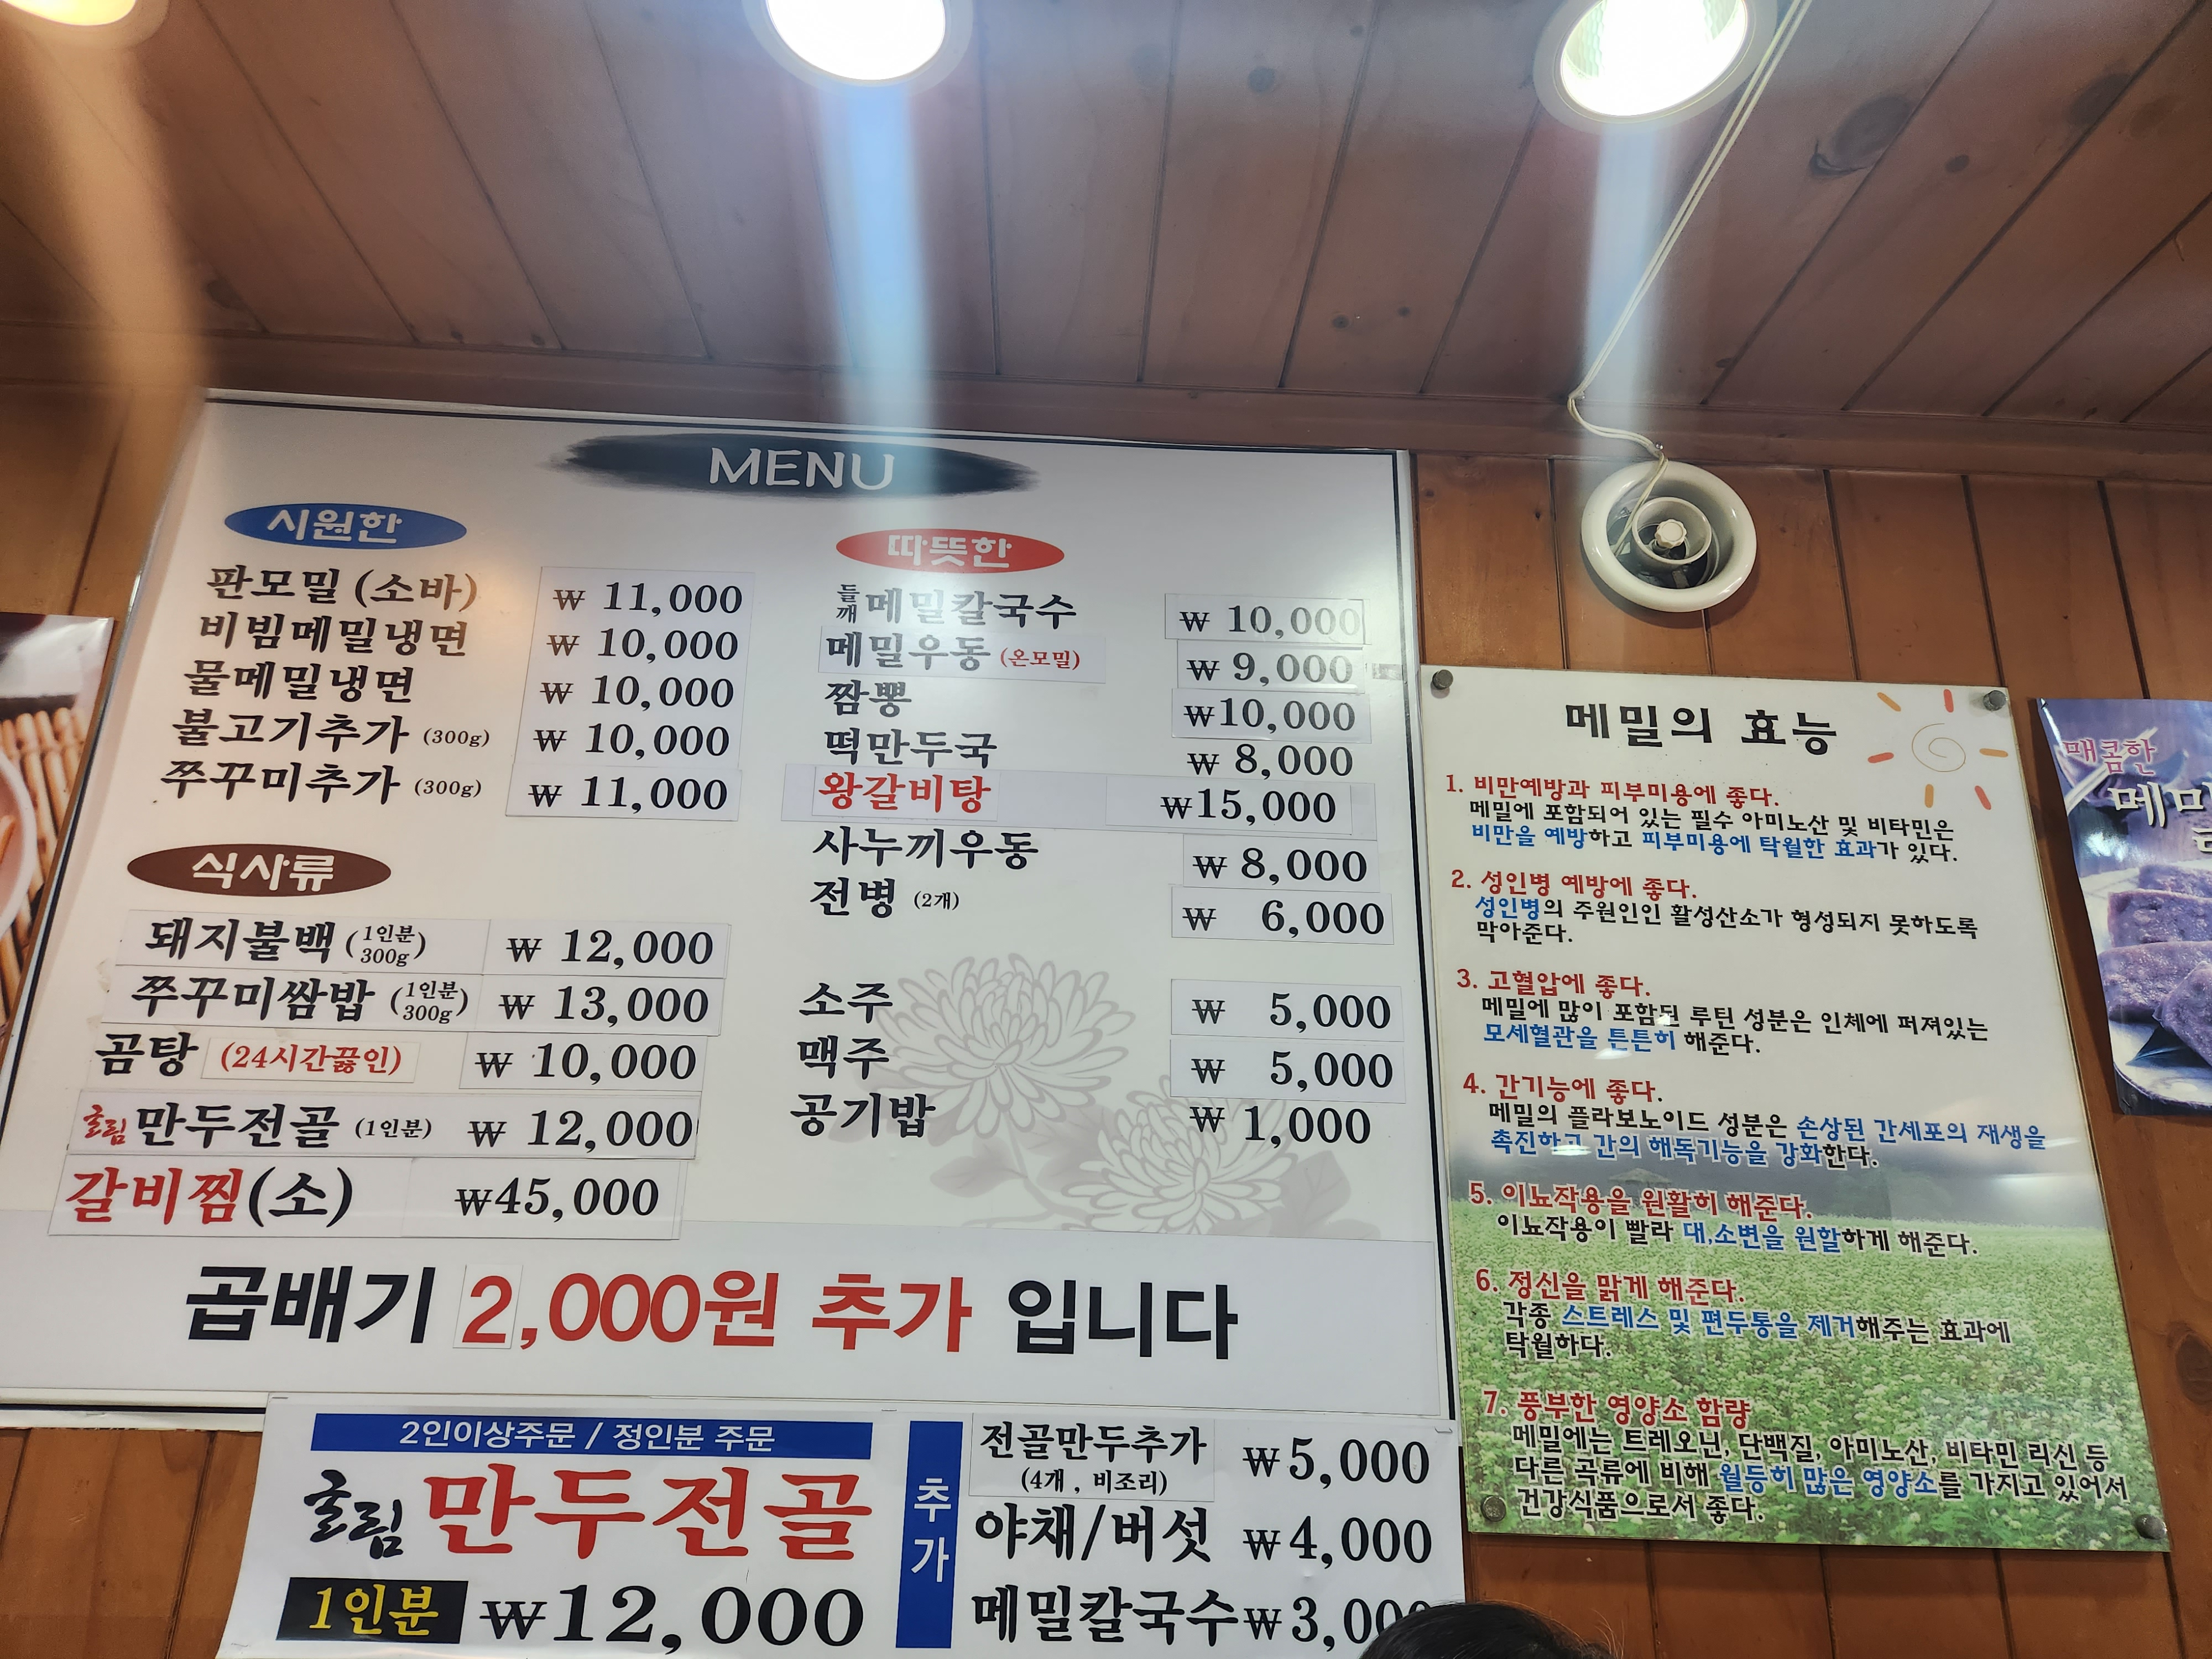 MENU
시원한
판모밀 (소바) ₩ 11,000
비빔메밀냉면 ₩ 10,000
물메밀냉면 ₩ 10,000
불고기추가 (300g) ₩ 10,000
쭈꾸미추가 (300g) ₩ 11,000
식사류
돼지불백 (1인분 300g) ₩ 12,000
쭈꾸미쌈밥 (1인분 300g) ₩ 13,000
곰탕 (24시간끓인) ₩ 10,000
굴림만두전골 (1인분) ₩ 12,000
갈비찜(소) ₩45,000
따뜻한
들깨메밀칼국수 ₩ 10,000
메밀우동 (온모밀) ₩ 9,000
짬뽕 ₩10,000
떡만두국 ₩ 8,000
왕갈비탕 ₩15,000
사누끼우동 ₩ 8,000
전병 (2개) ₩ 6,000
소주 ₩ 5,000
맥주 ₩ 5,000
공기밥 ₩ 1,000
곱배기 2,000원 추가 입니다
2인이상주문 / 정인분 주문
굴림 만두전골
1인분 ₩12,000
추가
전골만두추가 ₩5,000
(4개 , 비조리)
야채/버섯 ₩4,000
메밀칼국수 ₩3,000
메밀의 효능
1. 비만예방과 피부미용에 좋다.
메밀에 포함되어 있는 필수 아미노산 및 비타민은
비만을 예방하고 피부미용에 탁월한 효과가 있다.
2. 성인병 예방에 좋다.
성인병의 주원인인 활성산소가 형성되지 못하도록
막아준다.
3. 고혈압에 좋다.
메밀에 많이 포함된 루틴 성분은 인체에 퍼져있는
모세혈관을 튼튼히 해준다.
4. 간기능에 좋다.
메밀의 플라보노이드 성분은 손상된 간세포의 재생을
촉진하고 간의 해독기능을 강화한다.
5. 이뇨작용을 원활히 해준다.
이뇨작용이 빨라 대,소변을 원할하게 해준다.
6. 정신을 맑게 해준다.
각종 스트레스 및 편두통을 제거해주는 효과에
탁월하다.
7. 풍부한 영양소 함량
메밀에는 트레오닌, 단백질, 아미노산, 비타민 리신 등
다른 곡류에 비해 월등히 많은 영양소를 가지고 있어서
건강식품으로서 좋다.
매콤한